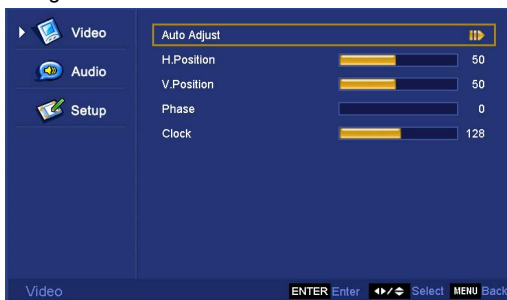 Video
Audio
Setup
Auto Adjust
H.Position 50
V.Position 50
Phase 0
Clock 128
Video ENTER Enter Select MENU Back